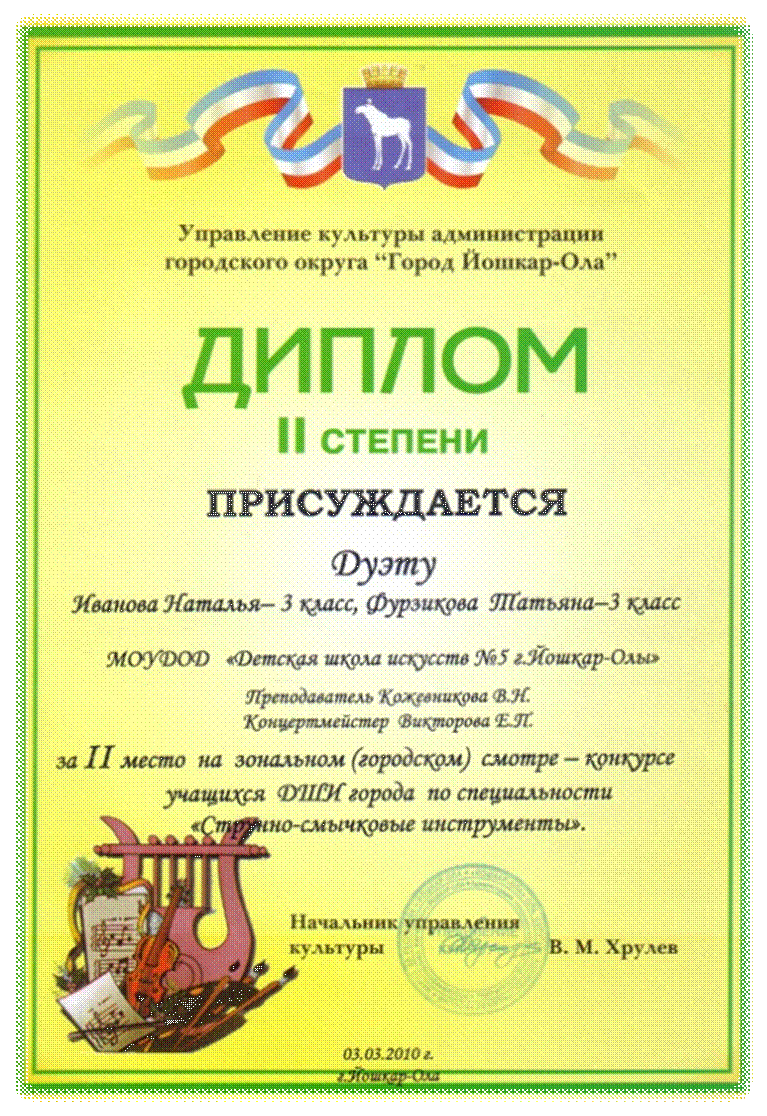 Управление культуры администрации
городского округа “Город Йошкар-Ола”
ДИПЛОМ
II СТЕПЕНИ
ПРИСУЖДАЕТСЯ
Дуэту
Иванова Наталья– 3 класс, Фурзикова Татьяна–3 класс
МОУДОД «Детская школа искусств №5 г.Йошкар-Олы»
Преподаватель Кожевникова В.Н.
Концертмейстер Викторова Е.П.
за II место на зональном (городском) смотре – конкурсе
учащихся ДШИ города по специальности
«Струнно-смычковые инструменты».
Начальник управления
культуры В. М. Хрулев
03.03.2010 г.
г.Йошкар-Ола